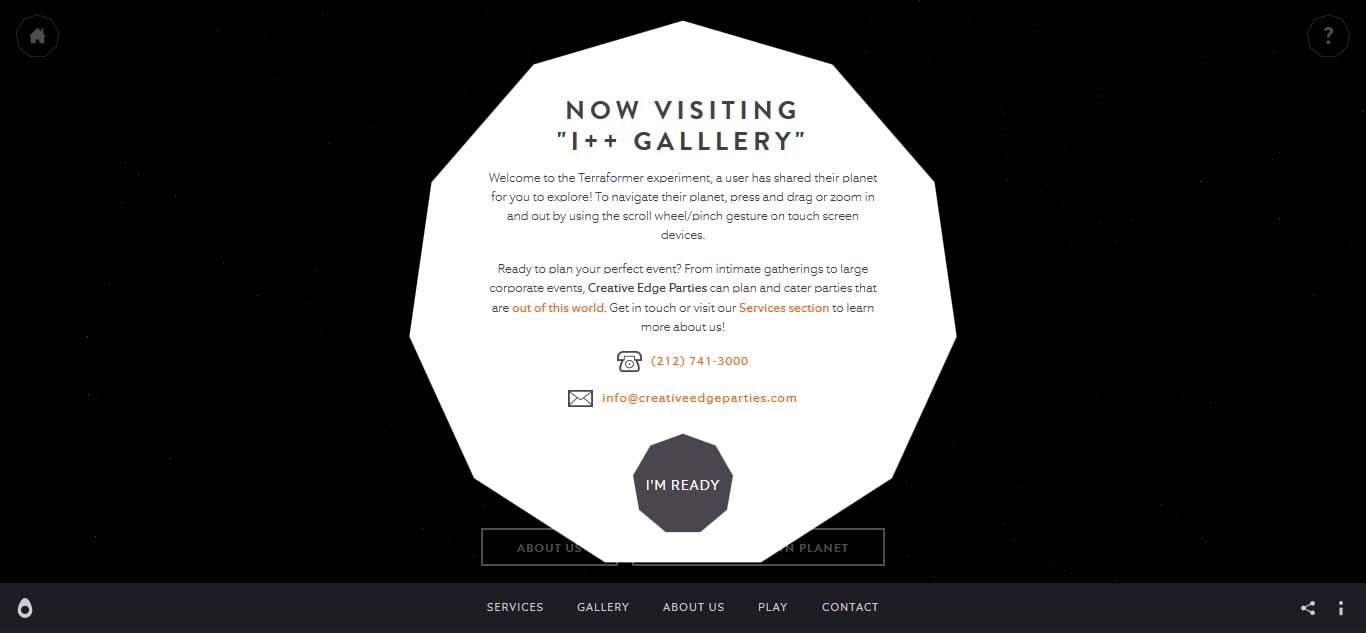 ?
NOW VISITING
"I++ GALLLERY"
Welcome to the Terraformer experiment, a user has shared their planet
for you to explore! To navigate their planet, press and drag or zoom in
and out by using the scroll wheel/pinch gesture on touch screen
devices.
Ready to plan your perfect event? From intimate gatherings to large
corporate events, Creative Edge Parties can plan and cater parties that
are out of this world. Get in touch or visit our Services section to learn
more about us!
(212) 741-3000
info@creativeedgeparties.com
I'M READY
ABOUT US
PLANET
SERVICES GALLERY ABOUT US PLAY CONTACT